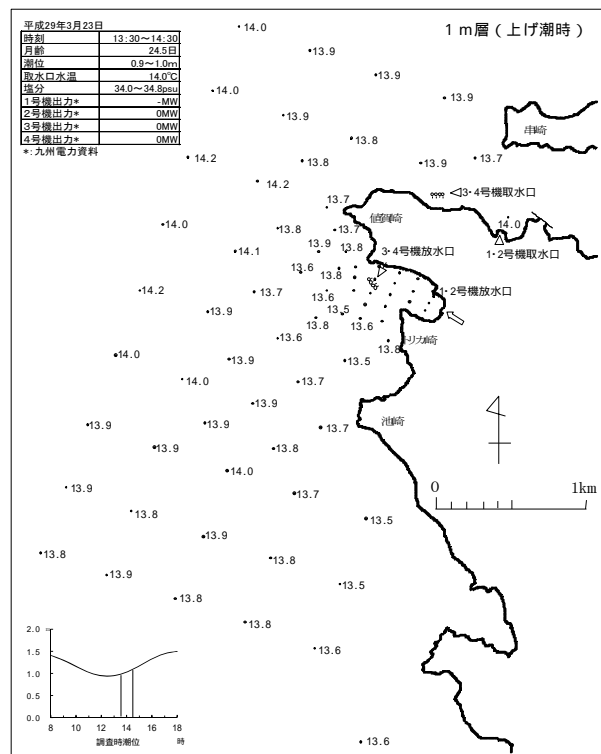 平成29年3月23日
時刻 13:30～14:30
月齢 24.5日
潮位 0.9～1.0m
取水口水温 14.0℃
塩分 34.0～34.8psu
1号機出力* -MW
2号機出力* 0MW
3号機出力* 0MW
4号機出力* 0MW
*:九州電力資料
1m層(上げ潮時)
14.0
13.9
13.9
14.0
13.9
13.9
串崎
13.8
14.2
13.8
13.9
13.7
14.2
3・4号機取水口
13.7
値賀崎
14.0
14.0
13.8
13.7
1・2号機取水口
14.1
13.9
13.8
3・4号機放水口
13.6
13.8
14.2
13.7
13.6
1・2号機放水口
13.9
13.5
13.8
13.6
13.6
13.8
トリカ崎
14.0
13.9
13.5
14.0
13.7
13.9
池崎
13.9
13.9
13.7
13.9
13.8
14.0
0 1km
13.9
13.7
13.8
13.5
13.9
13.8
13.8
13.9
13.5
13.8
13.8
13.6
13.6
2.0
1.5
1.0
0.5
0.0
8 10 12 14 16 18
調査時潮位 時